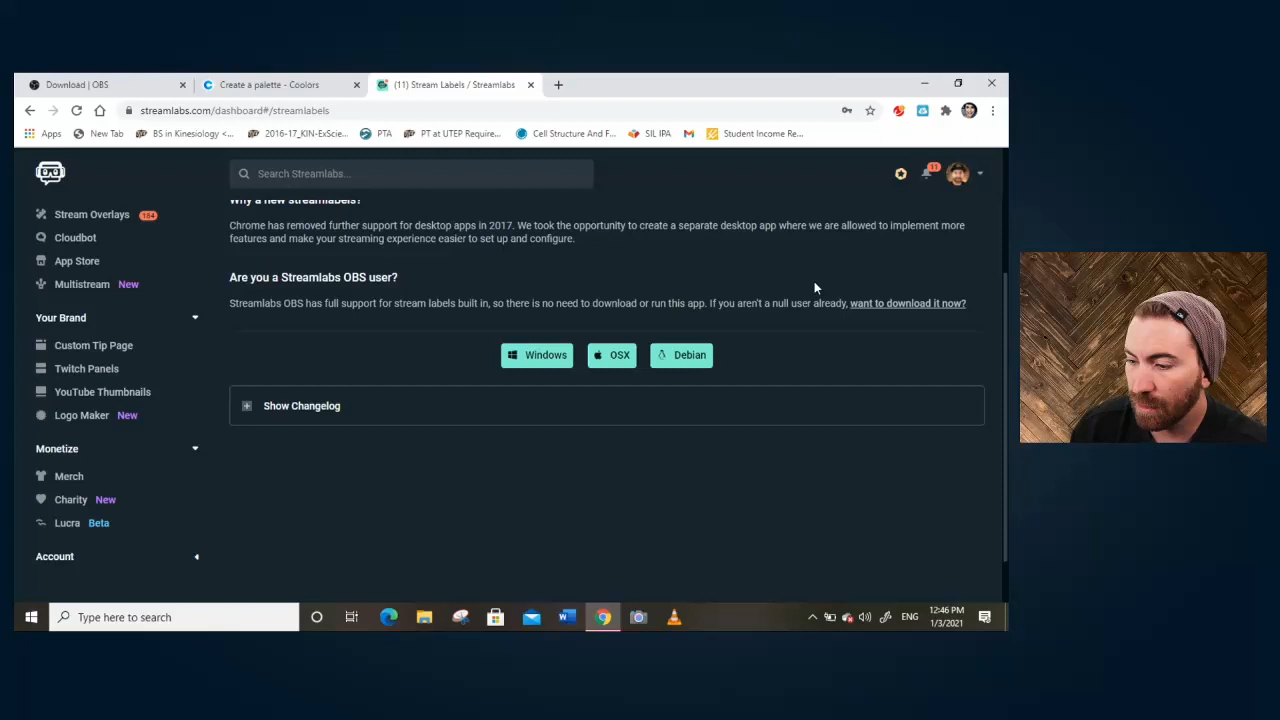 Download | OBS
Create a palette - Coolors
(11) Stream Labels / Streamlabs
streamlabs.com/dashboard#/streamlabels
Apps
New Tab
BS in Kinesiology <...
2016-17_KIN-ExScie...
PTA
PT at UTEP Require...
Cell Structure And F...
SIL IPA
Student Income Re...
Search Streamlabs...
11
Stream Overlays 184
Cloudbot
App Store
Multistream New
Your Brand
Custom Tip Page
Twitch Panels
YouTube Thumbnails
Logo Maker New
Monetize
Merch
Charity New
Lucra Beta
Account
Why a new streamlabels?
Chrome has removed further support for desktop apps in 2017. We took the opportunity to create a separate desktop app where we are allowed to implement more
features and make your streaming experience easier to set up and configure.
Are you a Streamlabs OBS user?
Streamlabs OBS has full support for stream labels built in, so there is no need to download or run this app. If you aren't a null user already, want to download it now?
Windows
OSX
Debian
Show Changelog
Type here to search
ENG
12:46 PM
1/3/2021